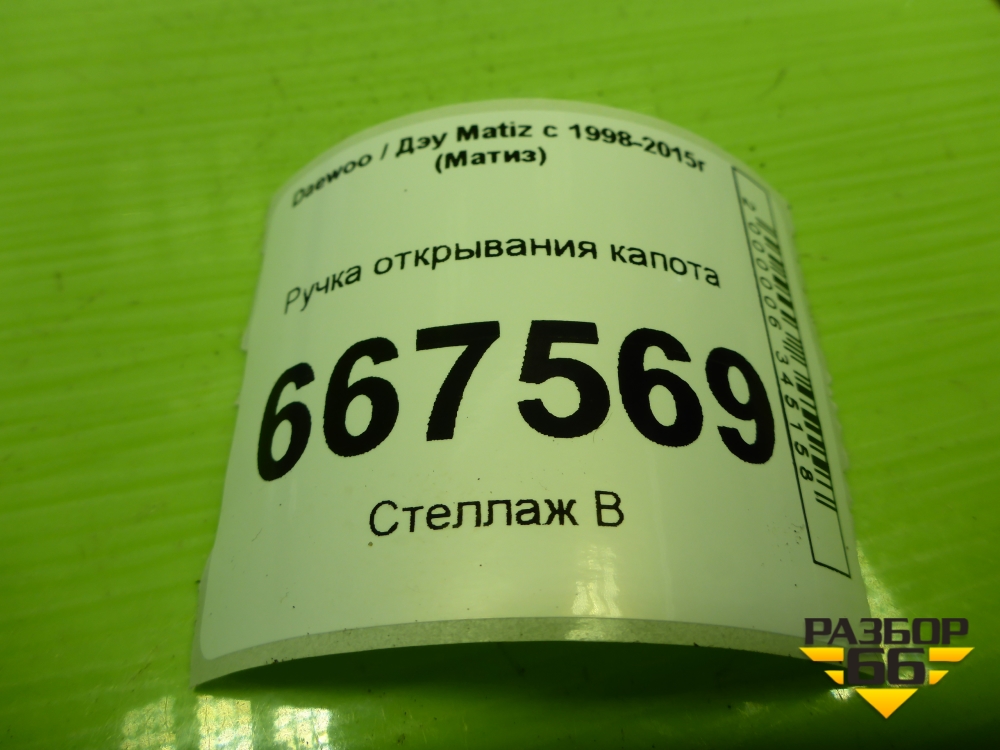 Daewoo / Дэу Matiz с 1998-2015г
(Матиз)
Ручка открывания капота
667569
Стеллаж В
2000006345158
РАЗБОР
66